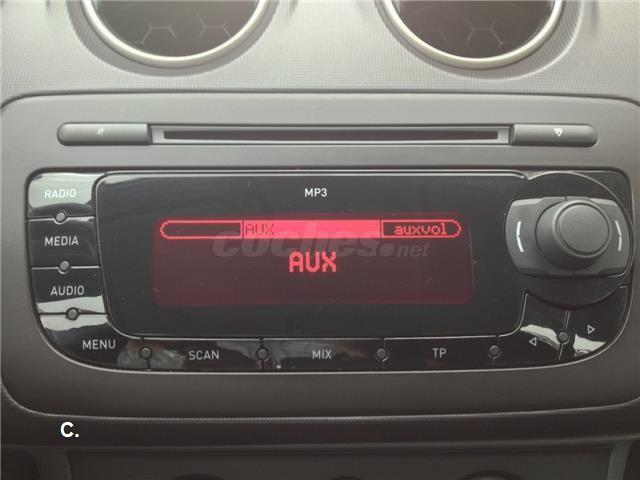 RADIO
MP3
MEDIA
AUX auxvol
coches.net
AUX
AUDIO
MENU SCAN MIX TP
C.